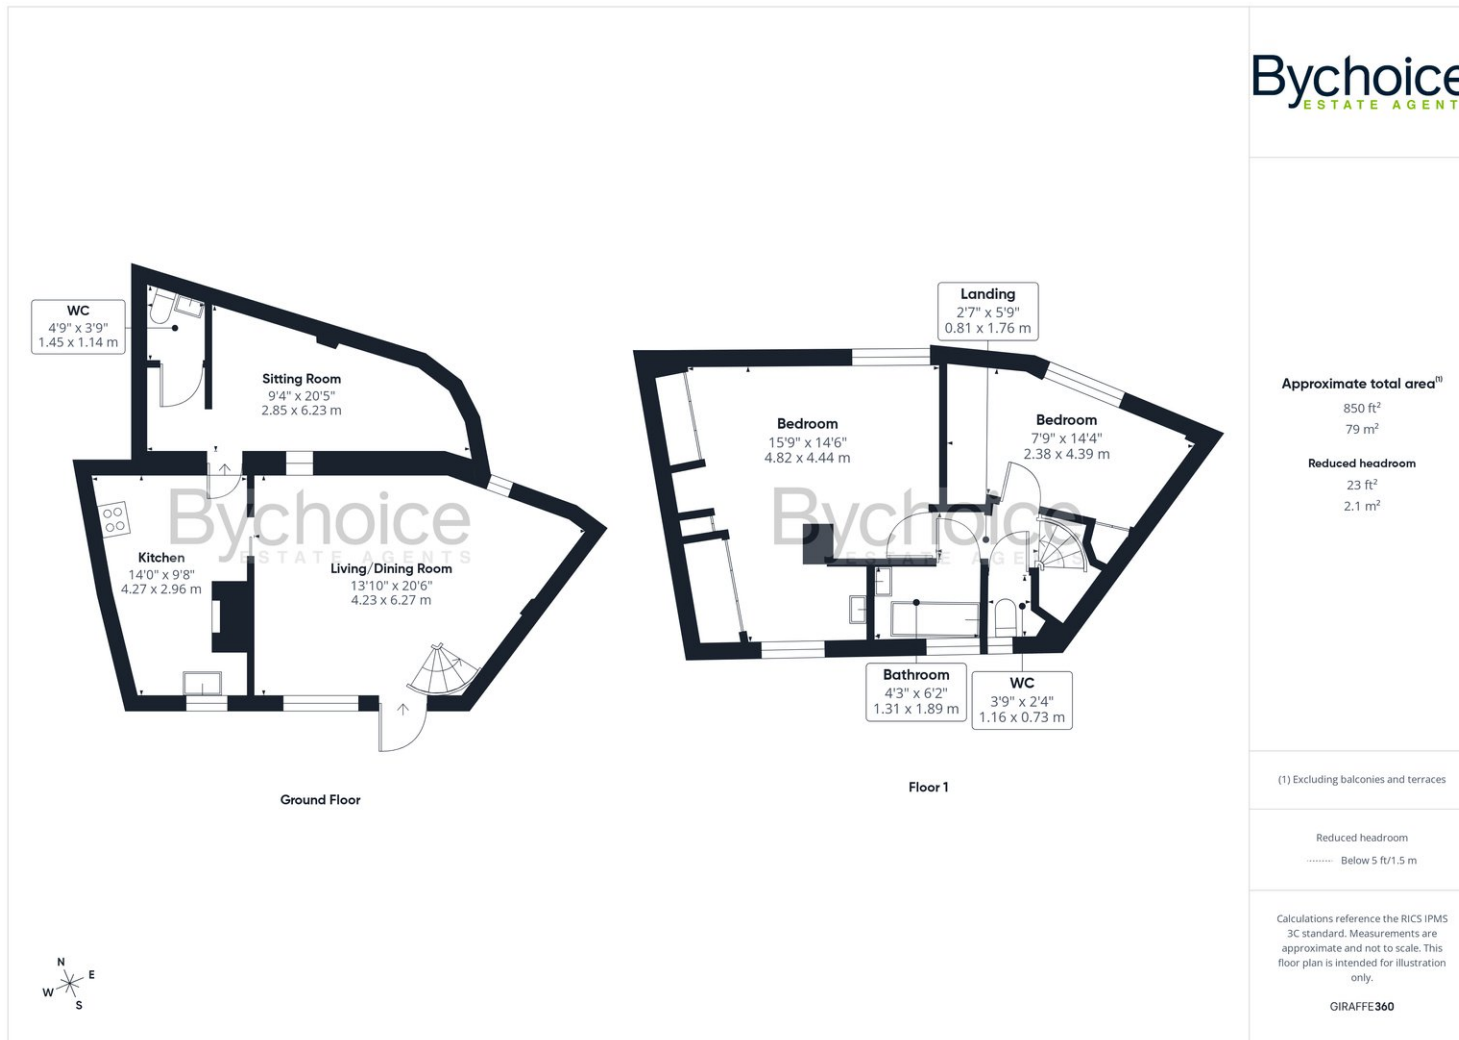 WC
4'9" x 3'9"
1.45 x 1.14 m
Sitting Room
9'4" x 20'5"
2.85 x 6.23 m
Kitchen
14'0" x 9'8"
4.27 x 2.96 m
Living/Dining Room
13'10" x 20'6"
4.23 x 6.27 m
Bychoice
ESTATE AGENTS
Ground Floor
Landing
2'7" x 5'9"
0.81 x 1.76 m
Bedroom
15'9" x 14'6"
4.82 x 4.44 m
Bedroom
7'9" x 14'4"
2.38 x 4.39 m
Bychoice
ESTATE AGENTS
Bathroom
4'3" x 6'2"
1.31 x 1.89 m
WC
3'9" x 2'4"
1.16 x 0.73 m
Floor 1
N
E
W
S
Bychoice
ESTATE AGENT
Approximate total area(1)
850 ft²
79 m²
Reduced headroom
23 ft²
2.1 m²
(1) Excluding balconies and terraces
Reduced headroom
Below 5 ft/1.5 m
Calculations reference the RICS IPMS
3C standard. Measurements are
approximate and not to scale. This
floor plan is intended for illustration
only.
GIRAFFE360